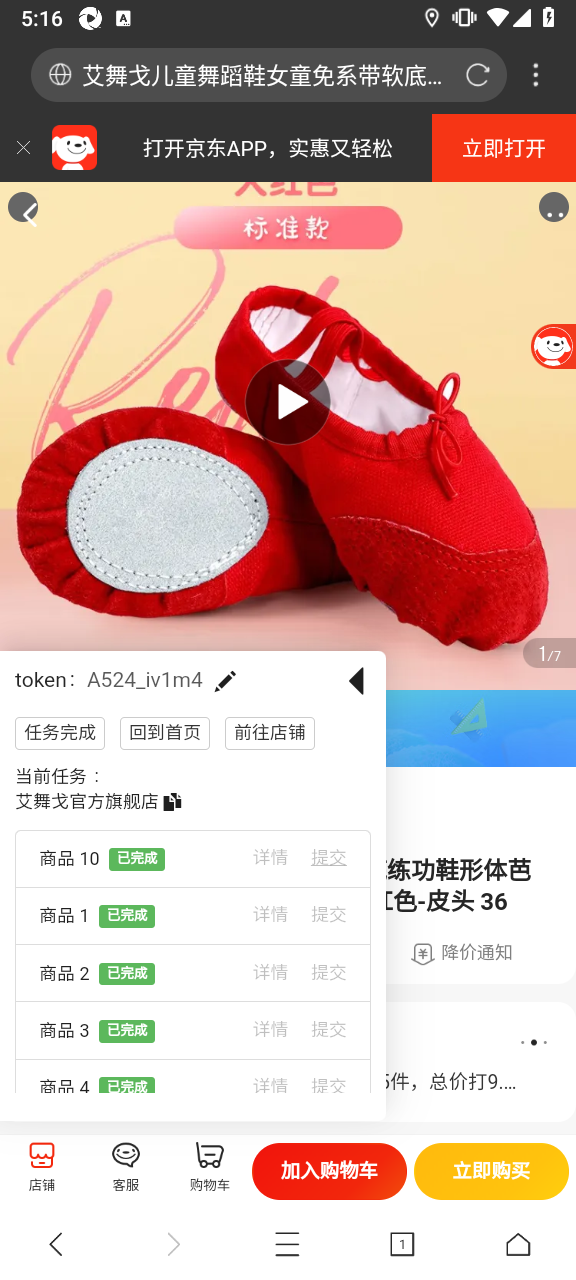 5:16
A
艾舞戈儿童舞蹈鞋女童免系带软底...
打开京东APP，实惠又轻松
立即打开
标准款
1/7
token： A524_iv1m4
任务完成
回到首页
前往店铺
当前任务：
艾舞戈官方旗舰店
商品 10 已完成 详情 提交
商品 1 已完成 详情 提交
商品 2 已完成 详情 提交
商品 3 已完成 详情 提交
商品 4 已完成 详情 提交
练功鞋形体芭
红色-皮头 36
降价通知
5件，总价打9....
店铺
客服
购物车
加入购物车
立即购买
1